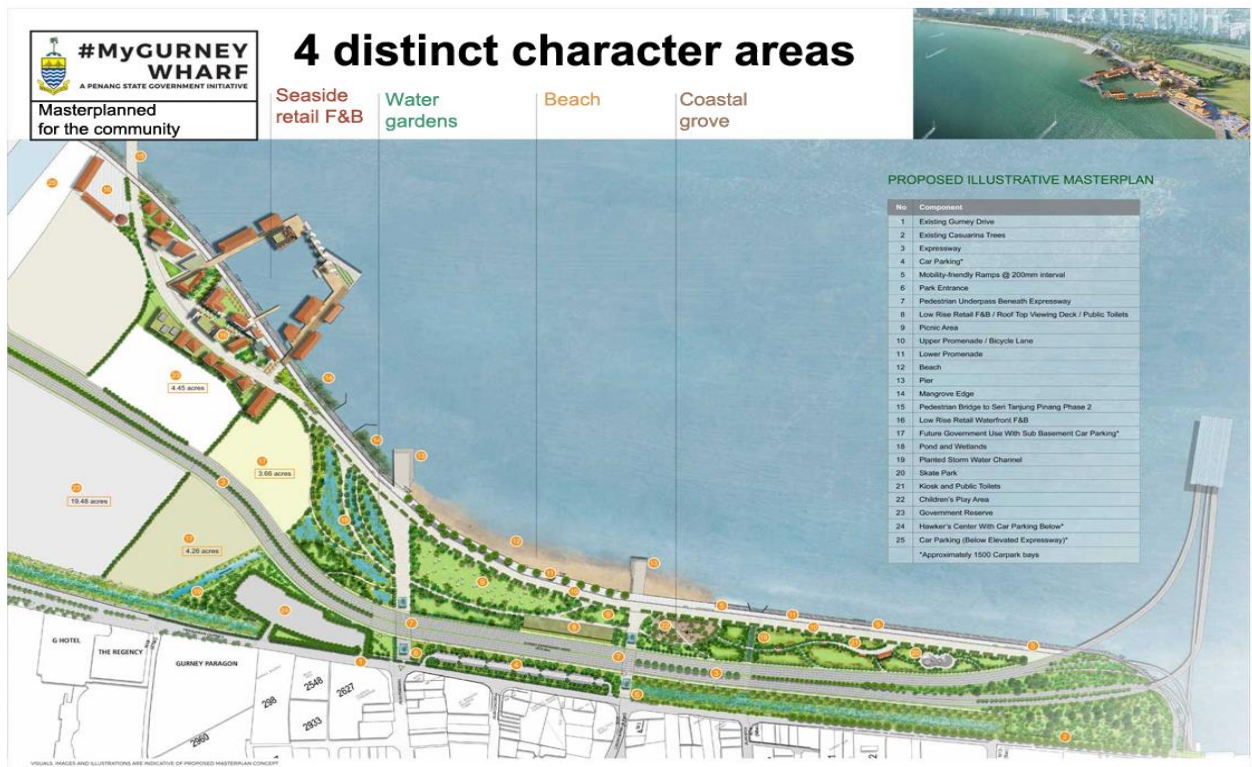 #MyGURNEY
WHARF
A PENANG STATE GOVERNMENT INITIATIVE
Masterplanned
for the community
4 distinct character areas
Seaside
retail F&B
Water
gardens
Beach
Coastal
grove
PROPOSED ILLUSTRATIVE MASTERPLAN
No Component
1 Existing Gurney Drive
2 Existing Casuarina Trees
3 Expressway
4 Car Parking*
5 Mobility-friendly Ramps @ 200mm interval
6 Park Entrance
7 Pedestrian Underpass Beneath Expressway
8 Low Rise Retail F&B / Roof Top Viewing Deck / Public Toilets
9 Picnic Area
10 Upper Promenade / Bicycle Lane
11 Lower Promenade
12 Beach
13 Pier
14 Mangrove Edge
15 Pedestrian Bridge to Seri Tanjung Pinang Phase 2
16 Low Rise Retail Waterfront F&B
17 Future Government Use With Sub Basement Car Parking*
18 Pond and Wetlands
19 Planted Storm Water Channel
20 Skate Park
21 Kiosk and Public Toilets
22 Children's Play Area
23 Government Reserve
24 Hawker's Center With Car Parking Below*
25 Car Parking (Below Elevated Expressway)*
*Approximately 1500 Carpark bays
4.45 acres
3.66 acres
19.48 acres
4.26 acres
G HOTEL
THE REGENCY
GURNEY PARAGON
298
2548
2627
2933
2960
VISUALS, IMAGES AND ILLUSTRATIONS ARE INDICATIVE OF PROPOSED MASTERPLAN CONCEPT